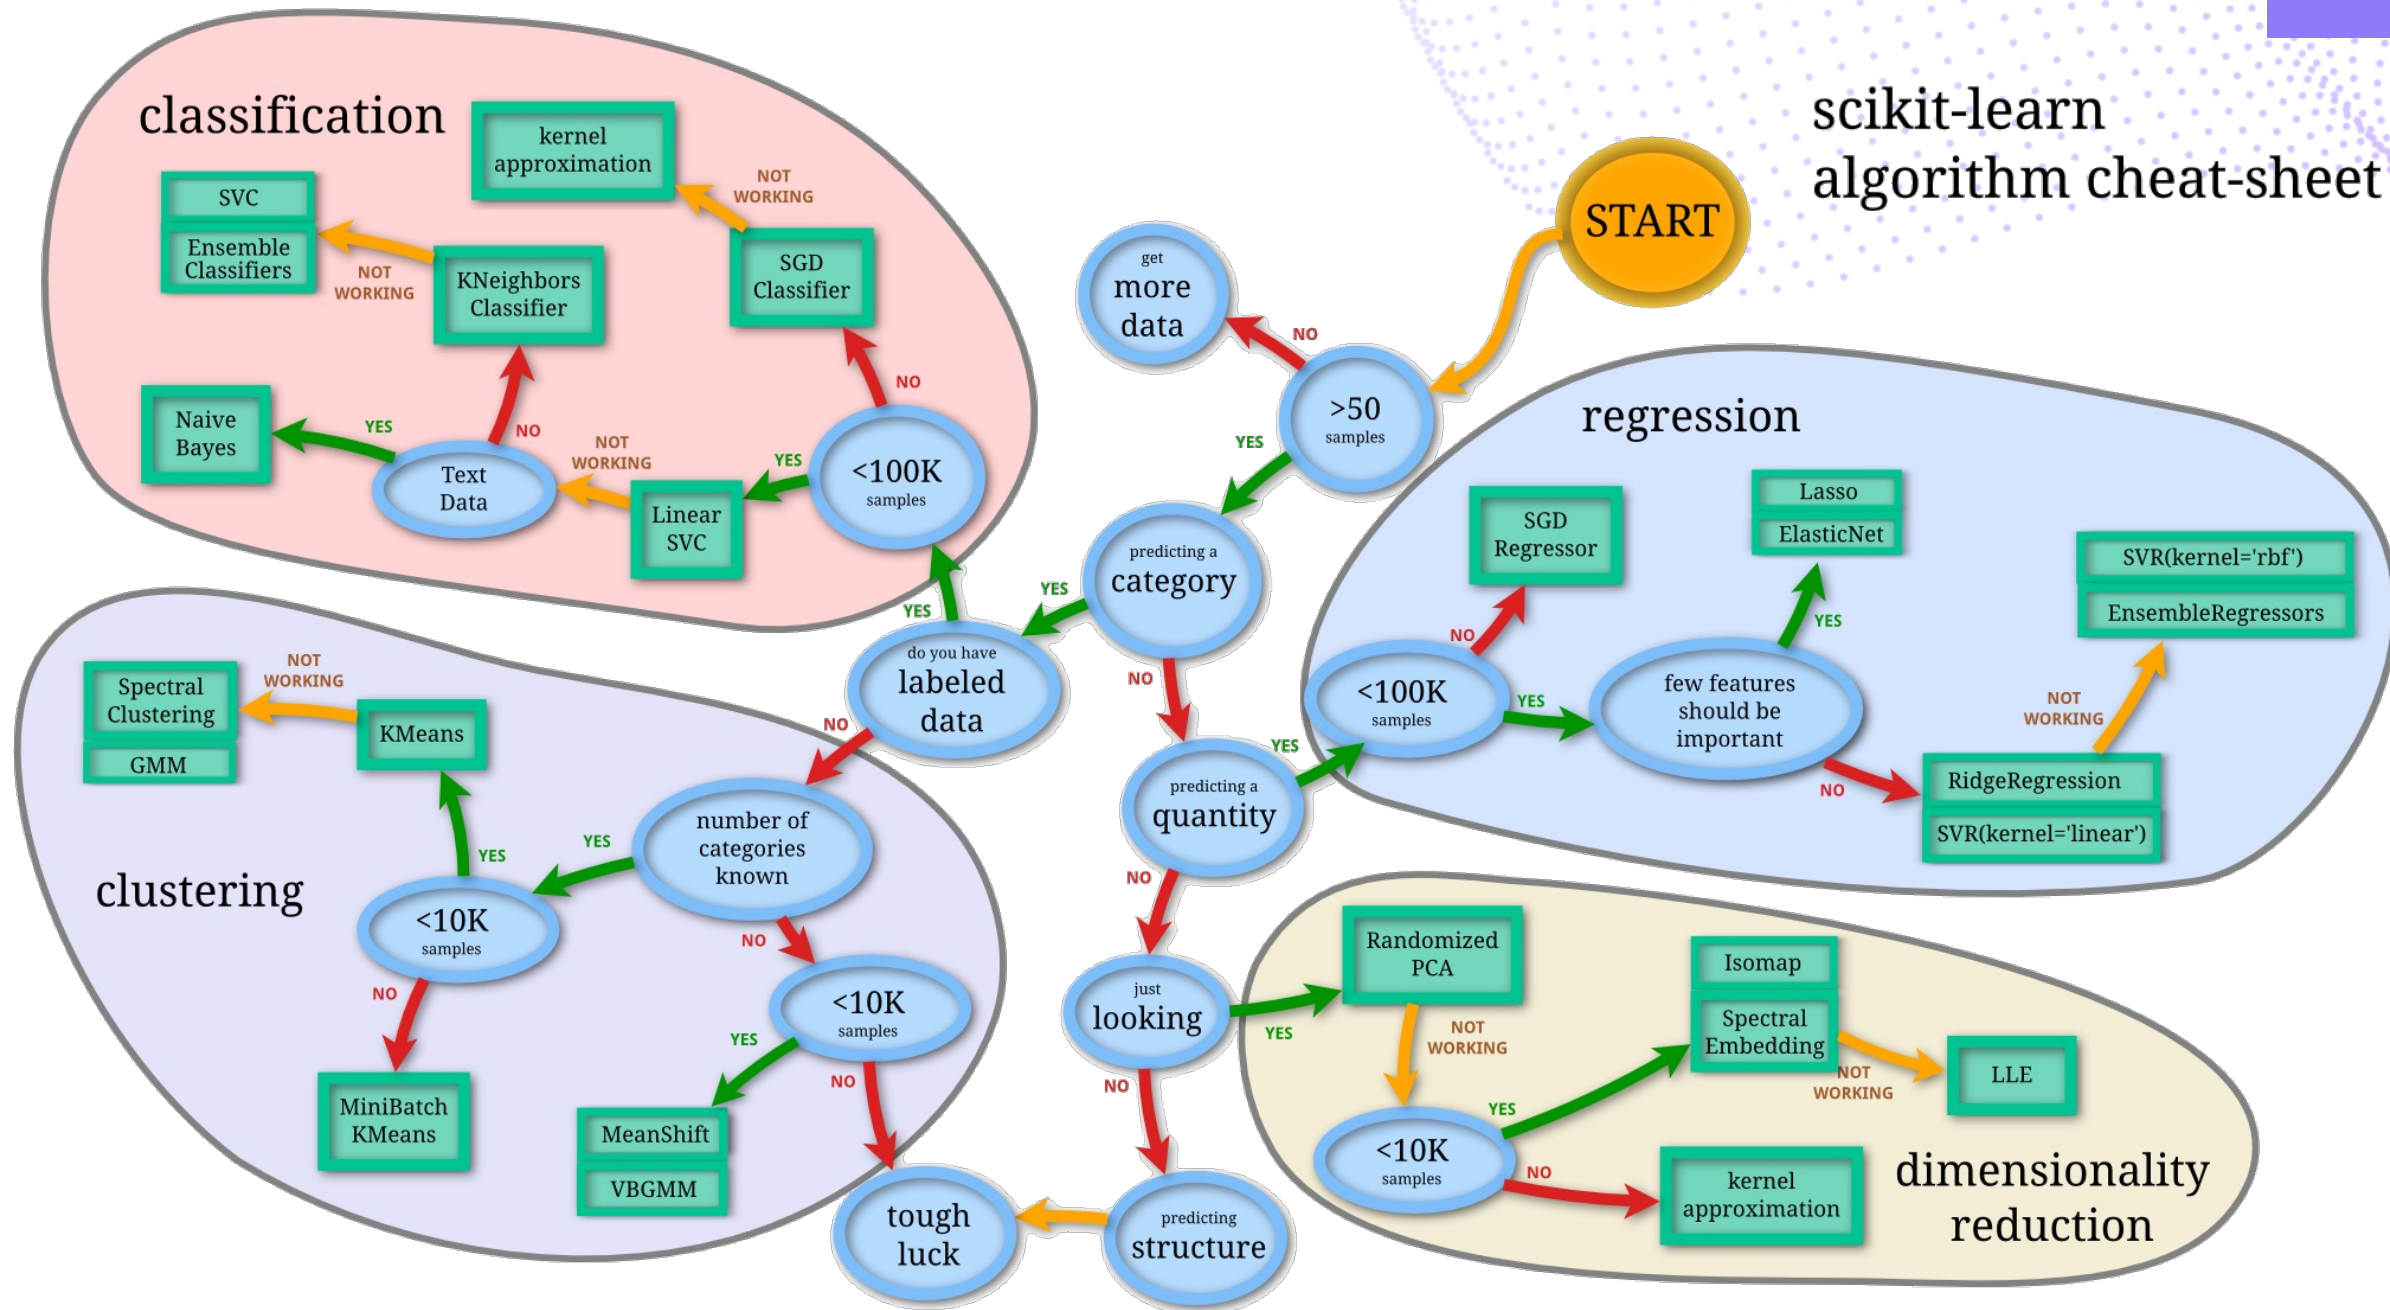 scikit-learn
algorithm cheat-sheet
START
classification
kernel
approximation
NOT
WORKING
SVC
Ensemble
Classifiers
NOT
WORKING
KNeighbors
Classifier
SGD
Classifier
NO
Naive
Bayes
YES
NO
Text
Data
NOT
WORKING
YES
Linear
SVC
<100K
samples
get
more
data
NO
>50
samples
YES
predicting a
category
YES
YES
do you have
labeled
data
NO
NO
predicting a
quantity
YES
NO
just
looking
YES
NO
predicting
structure
tough
luck
regression
SGD
Regressor
Lasso
ElasticNet
SVR(kernel='rbf')
EnsembleRegressors
NO
YES
<100K
samples
YES
few features
should be
important
NOT
WORKING
NO
RidgeRegression
SVR(kernel='linear')
clustering
Spectral
Clustering
GMM
NOT
WORKING
KMeans
number of
categories
known
YES
YES
<10K
samples
NO
NO
<10K
samples
YES
NO
MiniBatch
KMeans
MeanShift
VBGMM
Randomized
PCA
NOT
WORKING
Isomap
Spectral
Embedding
NOT
WORKING
LLE
YES
<10K
samples
NO
kernel
approximation
dimensionality
reduction